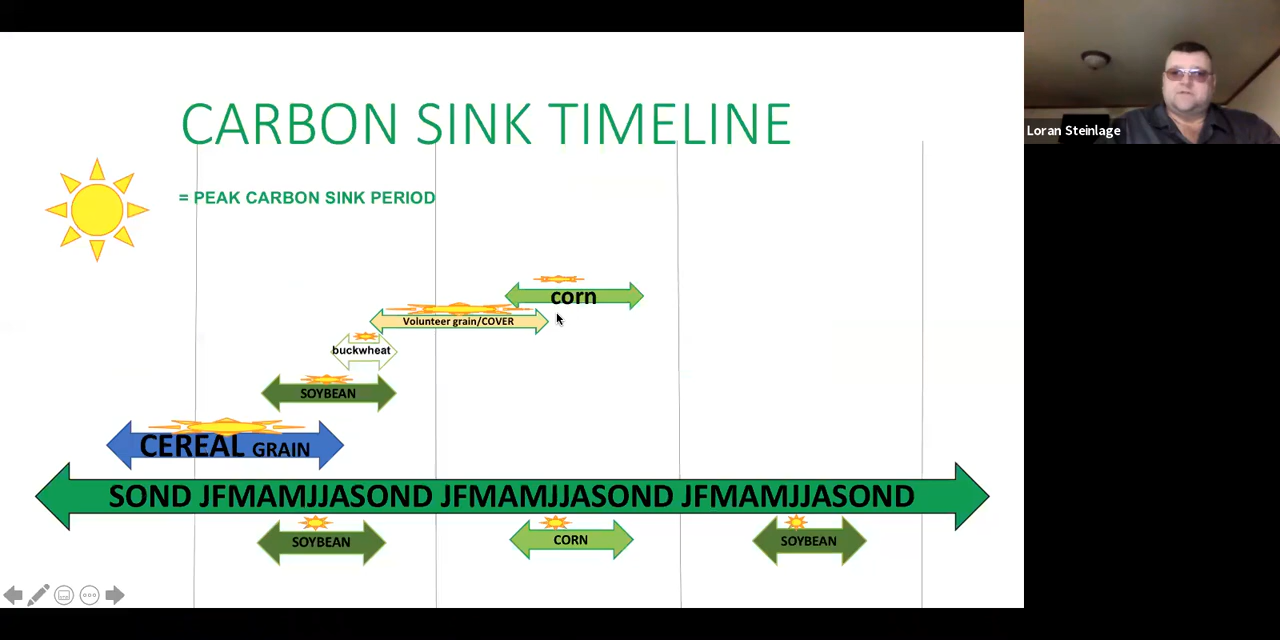 CARBON SINK TIMELINE
Loran Steinlage
= PEAK CARBON SINK PERIOD
corn
Volunteer grain/COVER
buckwheat
SOYBEAN
CEREAL GRAIN
SOND JFMAMJJASOND JFMAMJJASOND JFMAMJJASOND
SOYBEAN
CORN
SOYBEAN